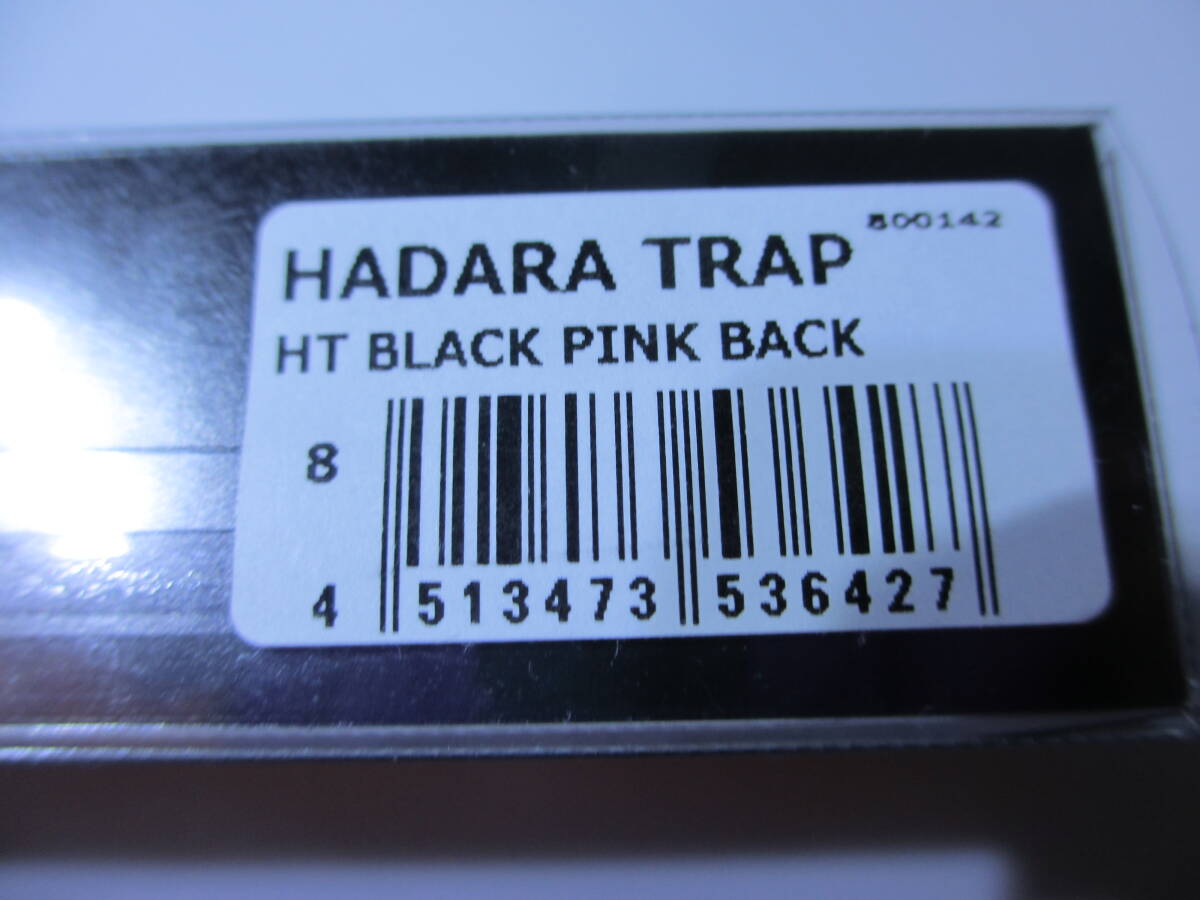 HADARA TRAP
800142
HT BLACK PINK BACK
8
4 513473 536427